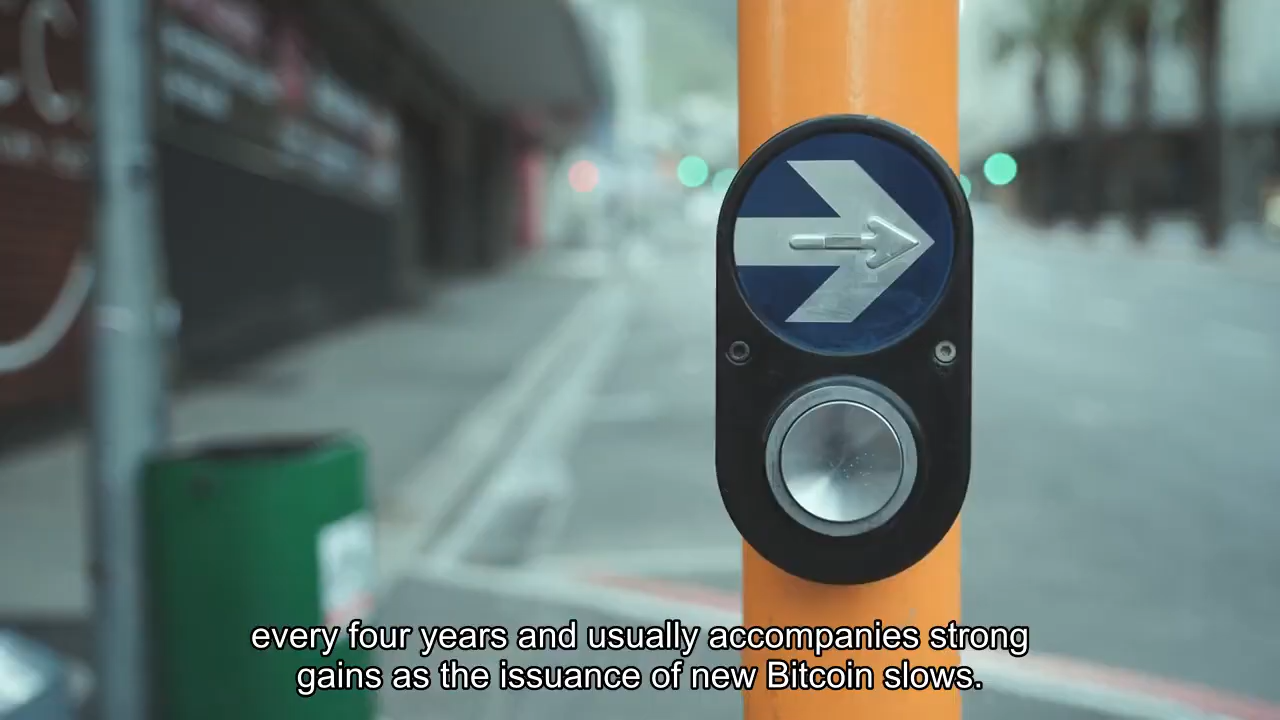 every four years and usually accompanies strong
gains as the issuance of new Bitcoin slows.